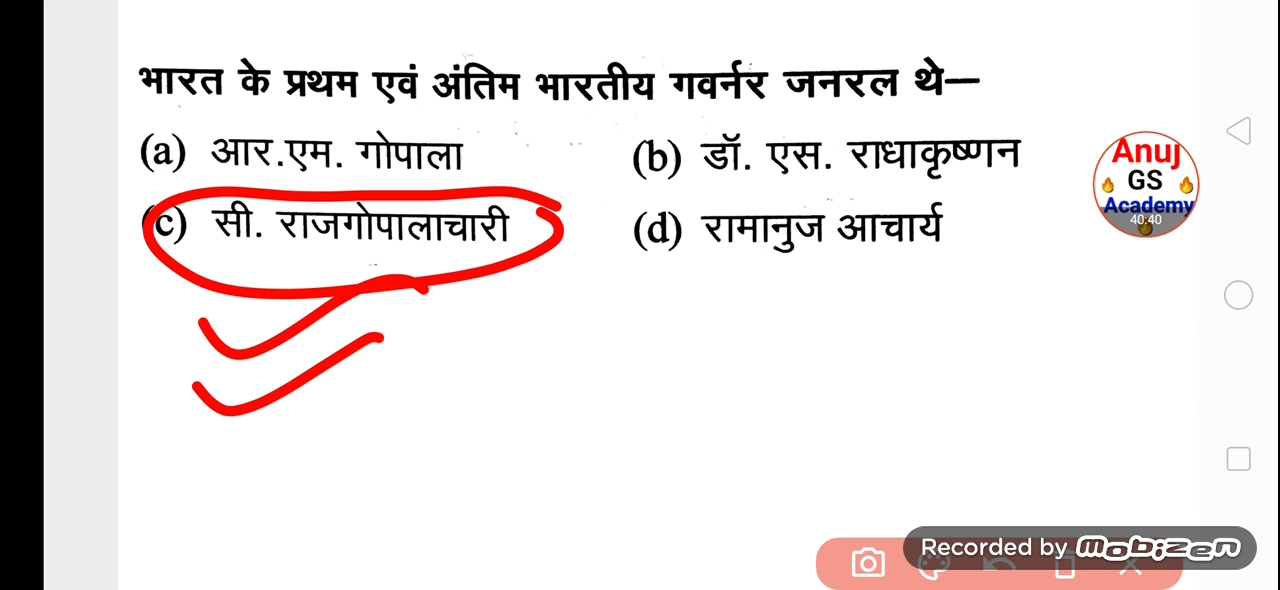 भारत के प्रथम एवं अंतिम भारतीय गवर्नर जनरल थे—
(a) आर.एम. गोपाला (b) डॉ. एस. राधाकृष्णन
(c) सी. राजगोपालाचारी (d) रामानुज आचार्य
Anuj
GS
Academy
40:40
Recorded by Mobizen